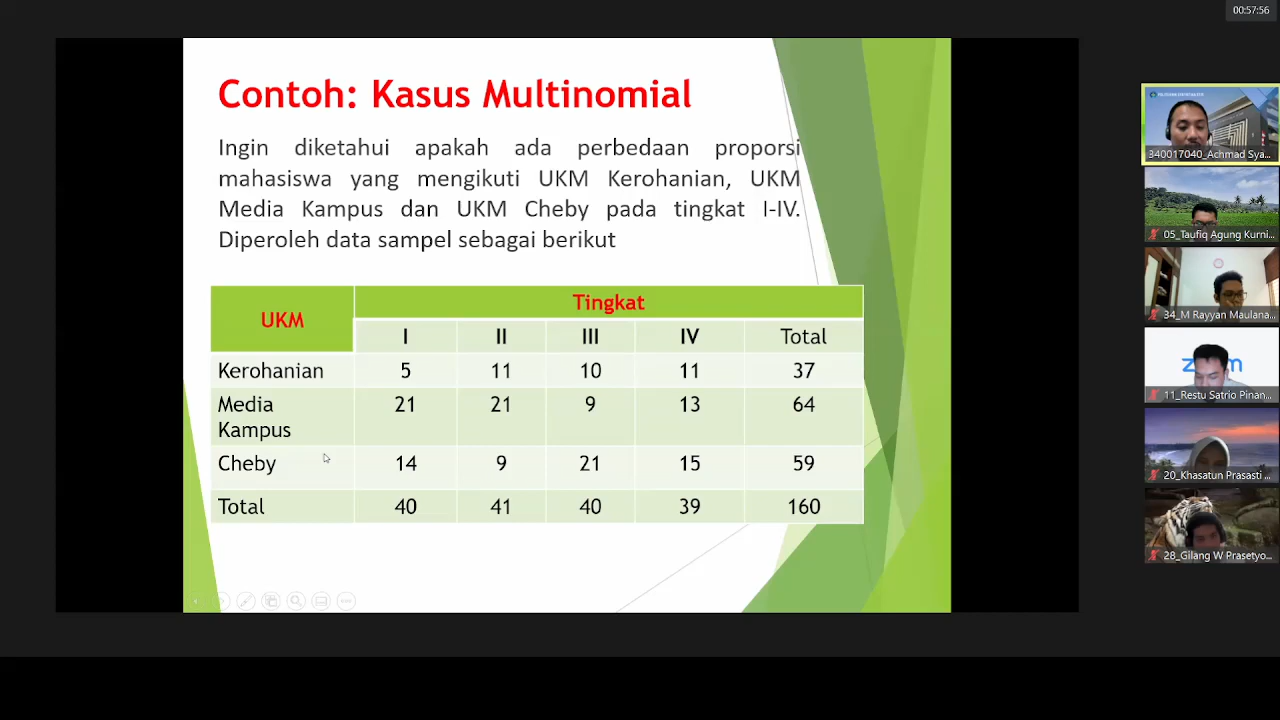 00:57:56
Contoh: Kasus Multinomial
Ingin diketahui apakah ada perbedaan proporsi
mahasiswa yang mengikuti UKM Kerohanian, UKM
Media Kampus dan UKM Cheby pada tingkat I-IV.
Diperoleh data sampel sebagai berikut
UKM Tingkat
I II III IV Total
Kerohanian 5 11 10 11 37
Media
Kampus 21 21 9 13 64
Cheby 14 9 21 15 59
Total 40 41 40 39 160
340017040_Achmad Sya...
05_Taufiq Agung Kurni...
34_M Rayyan Maulana...
zoom
11_Restu Satrio Pinan...
20_Khasatun Prasasti ...
28_Gilang W Prasetyo...